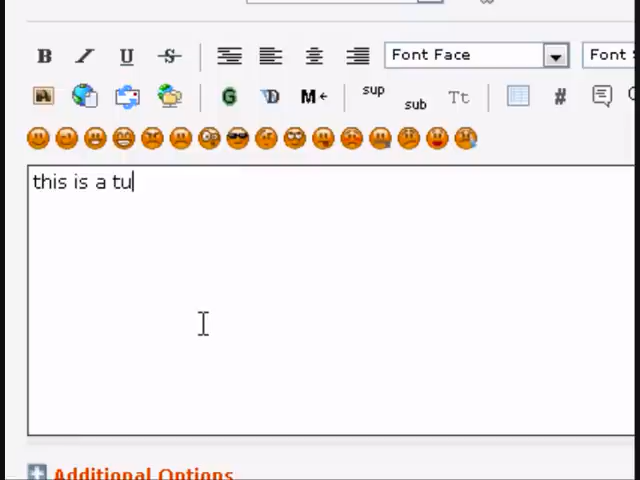 B I U S Font Face Font
G D M sup sub Tt #
this is a tu
Additional Options